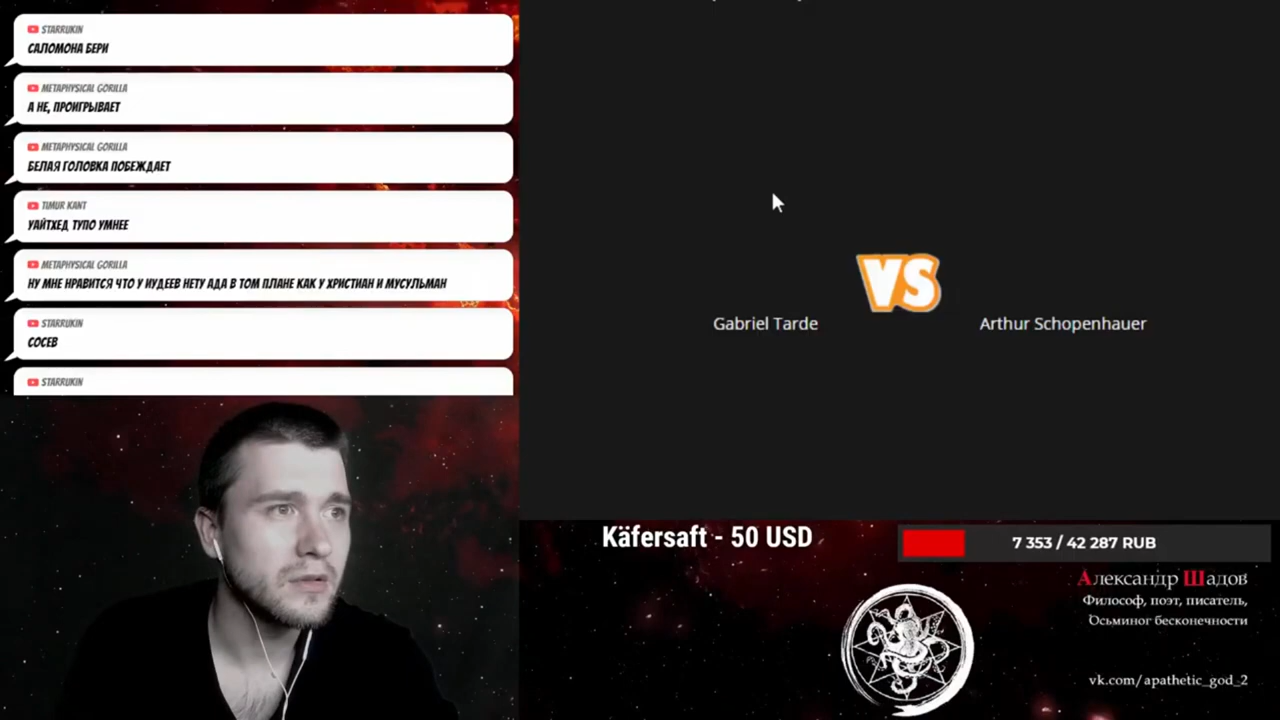 STARRUKIN
САЛОМОНА БЕРИ
METAPHYSICAL GORILLA
А НЕ, ПРОИГРЫВАЕТ
METAPHYSICAL GORILLA
БЕЛАЯ ГОЛОВКА ПОБЕЖДАЕТ
TIMUR KANT
УАЙТХЕД ТУПО УМНЕЕ
METAPHYSICAL GORILLA
НУ МНЕ НРАВИТСЯ ЧТО У ИУДЕЕВ НЕТУ АДА В ТОМ ПЛАНЕ КАК У ХРИСТИАН И МУСУЛЬМАН
STARRUKIN
СОСЕВ
STARRUKIN
VS
Gabriel Tarde
Arthur Schopenhauer
Käfersaft - 50 USD
7 353 / 42 287 RUB
Александр Шадов
Философ, поэт, писатель,
Осьминог бесконечности
vk.com/apathetic_god_2